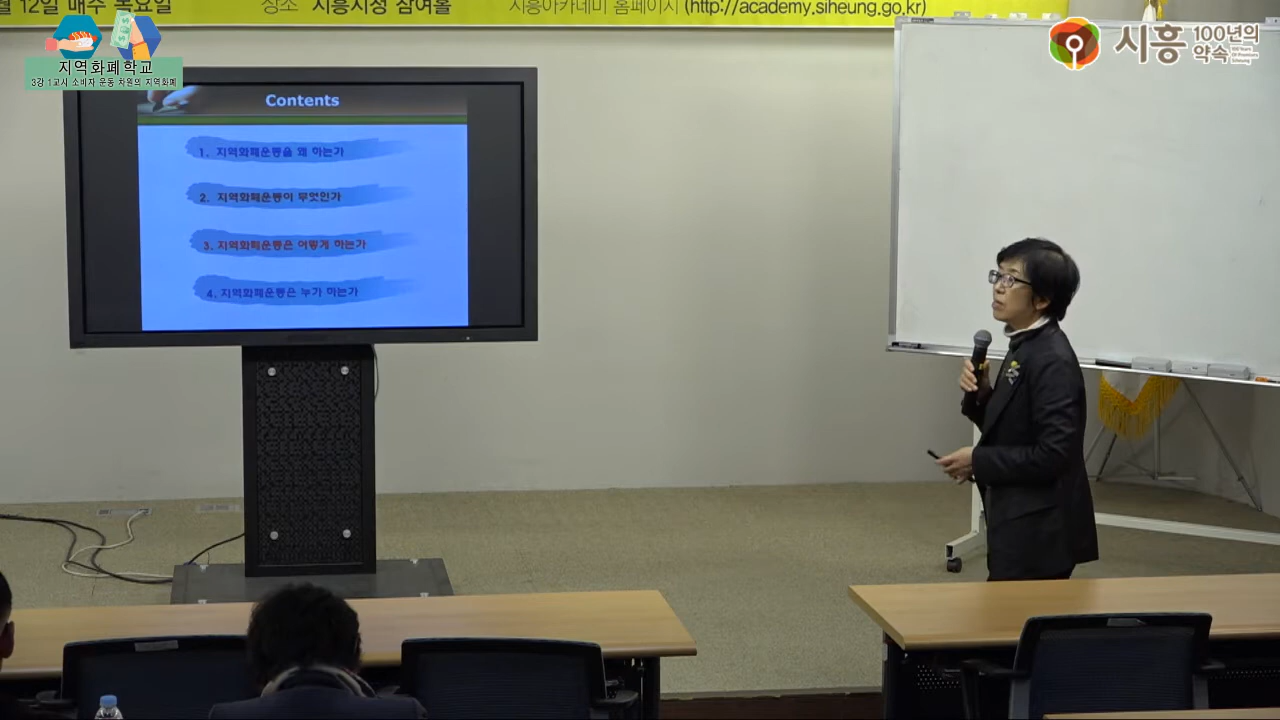 월 12일 매주 목요일 장소 시흥시청 참여홀 시흥아카데미 홈페이지 (http://academy.siheung.go.kr)
지역화폐학교
3강 1교시 소비자 운동 차원의 지역화폐
시흥 100년의 약속
Contents
1. 지역화폐운동을 왜 하는가
2. 지역화폐운동이 무엇인가
3. 지역화폐운동은 어떻게 하는가
4. 지역화폐운동은 누가 하는가